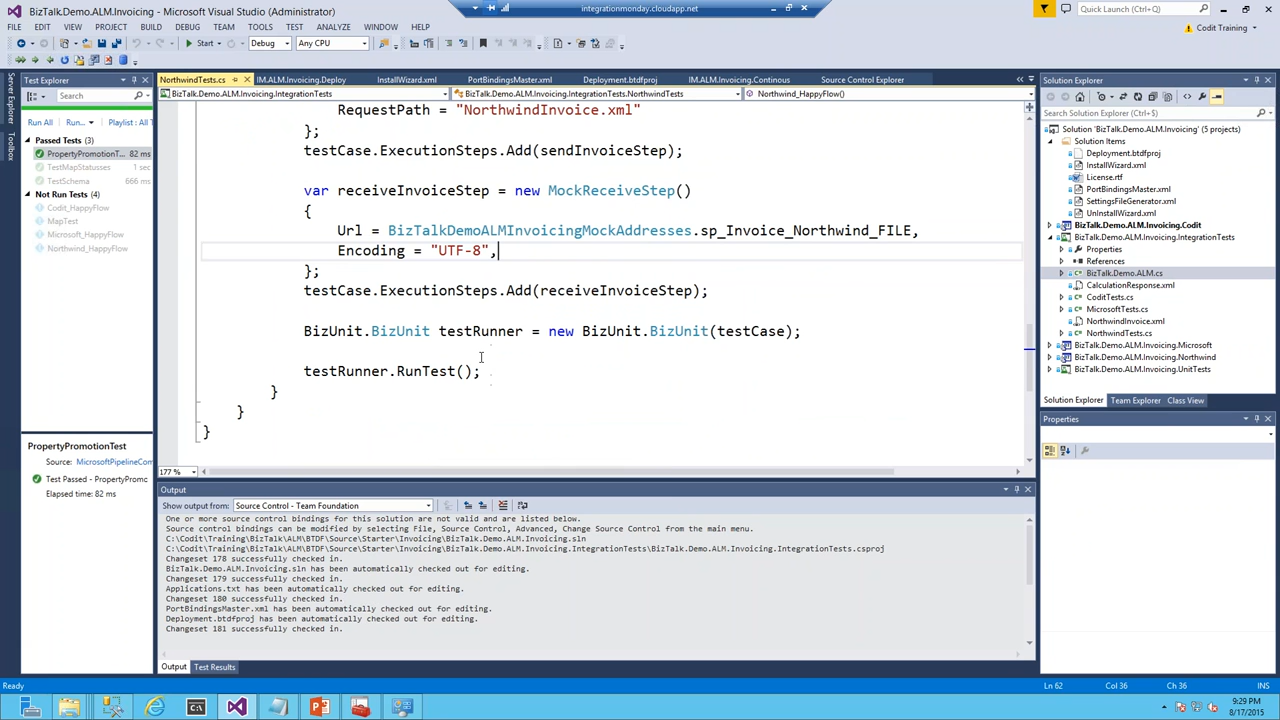 BizTalk.Demo.ALM.Invoicing - Microsoft Visual Studio (Administrator)
integrationmonday.cloudapp.net
Quick Launch (Ctrl+Q)
FILE EDIT VIEW PROJECT BUILD DEBUG TEAM TOOLS TEST ANALYZE WINDOW HELP
Codit Training
Start Debug Any CPU
Server Explorer
Toolbox
Test Explorer
Search
Run All Run... Playlist : All T
Passed Tests (3)
PropertyPromotionT... 82 ms
TestMapStatusses 1 sec
TestSchema 666 ms
Not Run Tests (4)
Codit_HappyFlow
MapTest
Microsoft_HappyFlow
Northwind_HappyFlow
PropertyPromotionTest
Source: MicrosoftPipelineCom
Test Passed - PropertyPromc
Elapsed time: 82 ms
NorthwindTests.cs IM.ALM.Invoicing.Deploy InstallWizard.xml PortBindingsMaster.xml Deployment.btdfproj IM.ALM.Invoicing.Continous Source Control Explorer
BizTalk.Demo.ALM.Invoicing.IntegrationTests BizTalk.Demo.ALM.Invoicing.IntegrationTests.NorthwindTests Northwind_HappyFlow()
RequestPath = "NorthwindInvoice.xml"
};
testCase.ExecutionSteps.Add(sendInvoiceStep);
var receiveInvoiceStep = new MockReceiveStep()
{
Url = BizTalkDemoALMInvoicingMockAddresses.sp_Invoice_Northwind_FILE,
Encoding = "UTF-8",
};
testCase.ExecutionSteps.Add(receiveInvoiceStep);
BizUnit.BizUnit testRunner = new BizUnit.BizUnit(testCase);
testRunner.RunTest();
}
}
}
177 %
Output
Show output from: Source Control - Team Foundation
One or more source control bindings for this solution are not valid and are listed below.
Source control bindings can be modified by selecting File, Source Control, Advanced, Change Source Control from the main menu.
C:\Codit\Training\BizTalk\ALM\BTDF\Source\Starter\Invoicing\BizTalk.Demo.ALM.Invoicing.sln
C:\Codit\Training\BizTalk\ALM\BTDF\Source\Starter\Invoicing\BizTalk.Demo.ALM.Invoicing.IntegrationTests\BizTalk.Demo.ALM.Invoicing.IntegrationTests.csproj
Changeset 178 successfully checked in.
BizTalk.Demo.ALM.Invoicing.sln has been automatically checked out for editing.
Changeset 179 successfully checked in.
Applications.txt has been automatically checked out for editing.
Changeset 180 successfully checked in.
PortBindingsMaster.xml has been automatically checked out for editing.
Deployment.btdfproj has been automatically checked out for editing.
Changeset 181 successfully checked in.
Output Test Results
Solution Explorer
Search Solution Explorer (Ctrl+$)
Solution 'BizTalk.Demo.ALM.Invoicing' (5 projects)
Solution Items
Deployment.btdfproj
InstallWizard.xml
License.rtf
PortBindingsMaster.xml
SettingsFileGenerator.xml
UnInstallWizard.xml
BizTalk.Demo.ALM.Invoicing.Codit
BizTalk.Demo.ALM.Invoicing.IntegrationTests
Properties
References
BizTalk.Demo.ALM.cs
CalculationResponse.xml
CoditTests.cs
MicrosoftTests.cs
NorthwindInvoice.xml
NorthwindTests.cs
BizTalk.Demo.ALM.Invoicing.Microsoft
BizTalk.Demo.ALM.Invoicing.Northwind
BizTalk.Demo.ALM.Invoicing.UnitTests
Solution Explorer Team Explorer Class View
Properties
Ready Ln 62 Col 36 Ch 36 INS
9:29 PM
8/17/2015